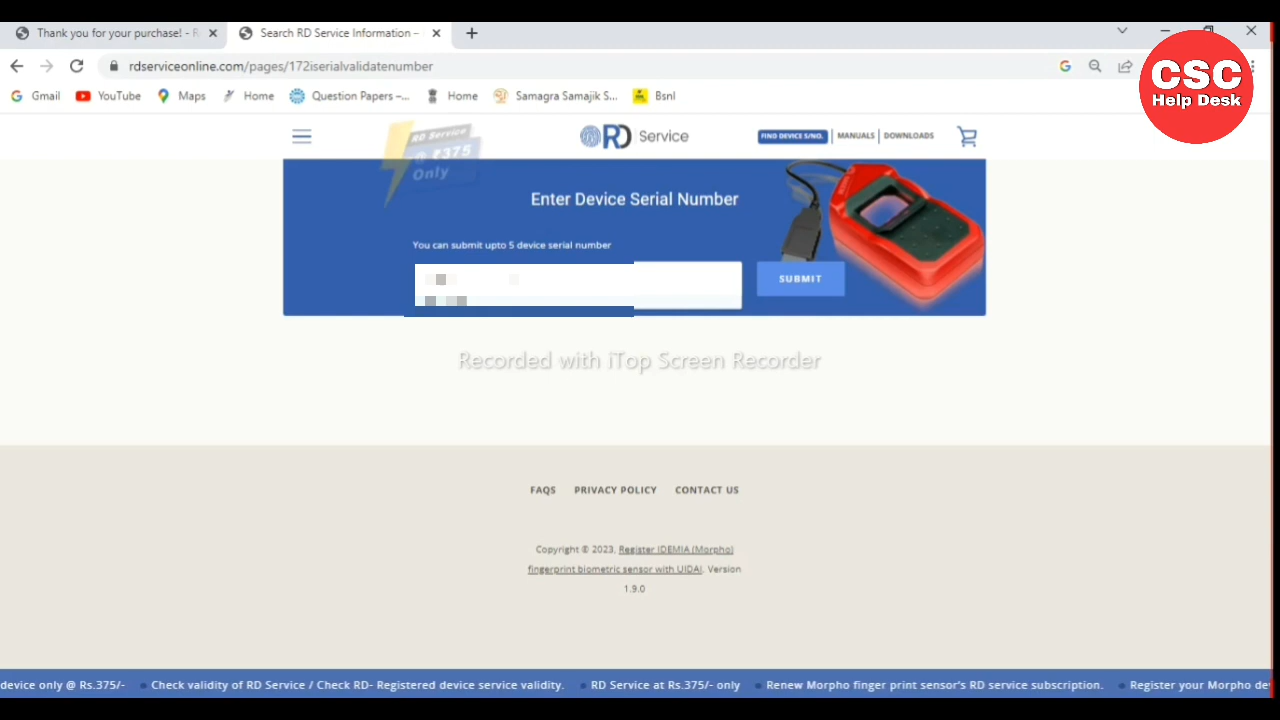 Thank you for your purchase! - R
Search RD Service Information –
rdserviceonline.com/pages/172iserialvalidatenumber
Gmail
YouTube
Maps
Home
Question Papers –...
Home
Samagra Samajik S...
Bsnl
CSC
Help Desk
RD Service
@ ₹375
Only
RD Service
FIND DEVICE S/NO.
MANUALS
DOWNLOADS
Enter Device Serial Number
You can submit upto 5 device serial number
SUBMIT
Recorded with iTop Screen Recorder
FAQS PRIVACY POLICY CONTACT US
Copyright © 2023, Register IDEMIA (Morpho)
fingerprint biometric sensor with UIDAI. Version
1.9.0
device only @ Rs.375/- • Check validity of RD Service / Check RD- Registered device service validity. • RD Service at Rs.375/- only • Renew Morpho finger print sensor's RD service subscription. • Register your Morpho de